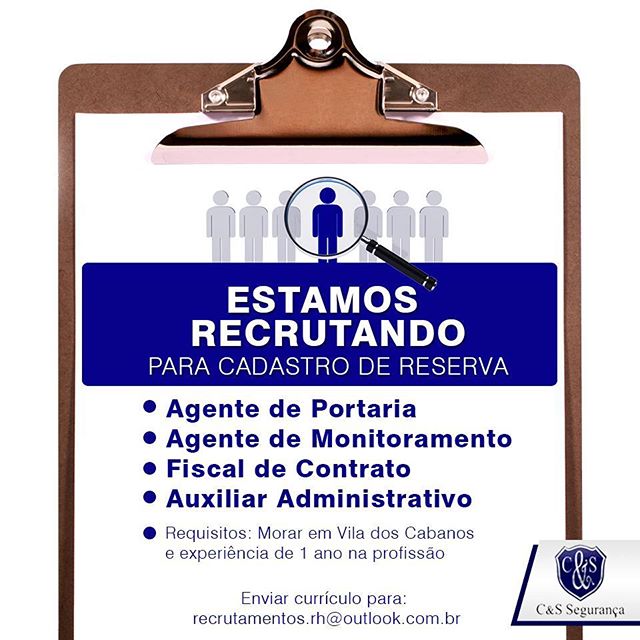 ESTAMOS
RECRUTANDO
PARA CADASTRO DE RESERVA
• Agente de Portaria
• Agente de Monitoramento
• Fiscal de Contrato
• Auxiliar Administrativo
• Requisitos: Morar em Vila dos Cabanos
e experiência de 1 ano na profissão
Enviar currículo para:
recrutamentos.rh@outlook.com.br
C&S
C&S Segurança